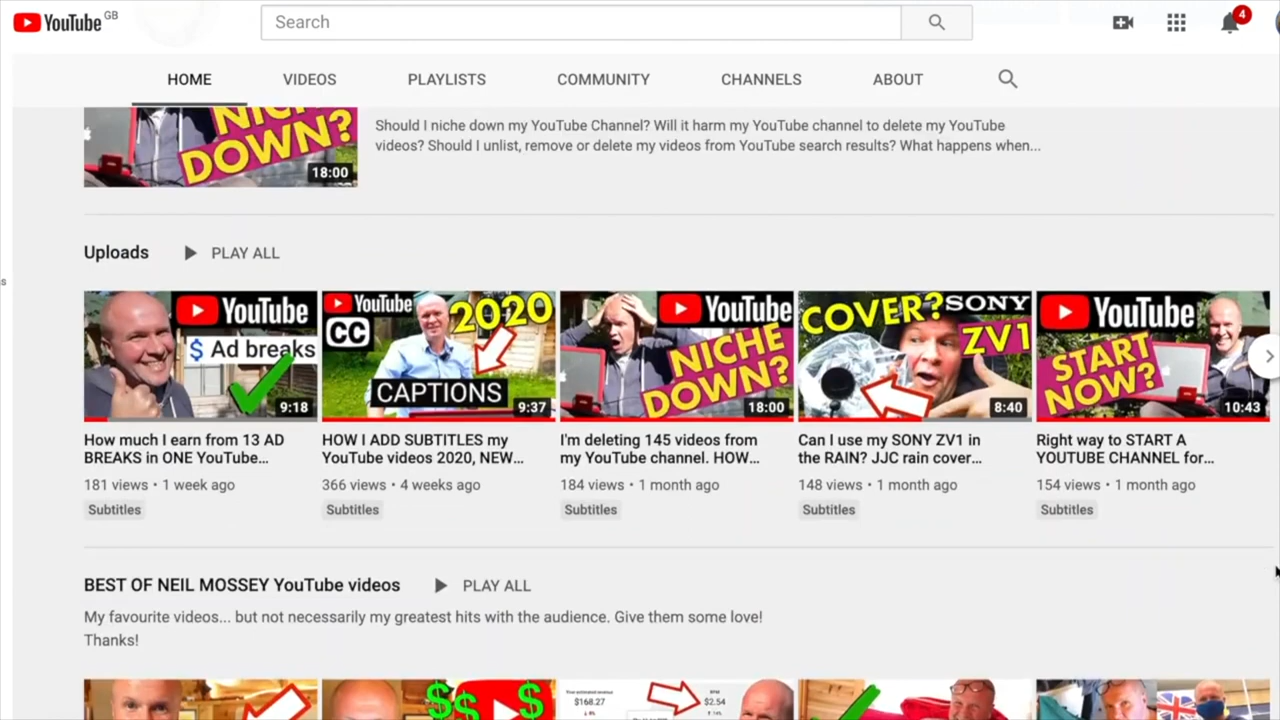 YouTube GB
Search
4
HOME VIDEOS PLAYLISTS COMMUNITY CHANNELS ABOUT
NICHE
DOWN?
18:00
Should I niche down my YouTube Channel? Will it harm my YouTube channel to delete my YouTube
videos? Should I unlist, remove or delete my videos from YouTube search results? What happens when...
Uploads PLAY ALL
YouTube
$ Ad breaks
9:18
YouTube
2020
CC
CAPTIONS
9:37
YouTube
NICHE
DOWN?
18:00
COVER? SONY
ZV1
8:40
YouTube
START
NOW?
10:43
How much I earn from 13 AD
BREAKS in ONE YouTube...
181 views • 1 week ago
Subtitles
HOW I ADD SUBTITLES my
YouTube videos 2020, NEW...
366 views • 4 weeks ago
Subtitles
I'm deleting 145 videos from
my YouTube channel. HOW...
184 views • 1 month ago
Subtitles
Can I use my SONY ZV1 in
the RAIN? JJC rain cover...
148 views • 1 month ago
Subtitles
Right way to START A
YOUTUBE CHANNEL for...
154 views • 1 month ago
Subtitles
BEST OF NEIL MOSSEY YouTube videos PLAY ALL
My favourite videos... but not necessarily my greatest hits with the audience. Give them some love!
Thanks!
$$ $
$168.27
RPM
$2.54